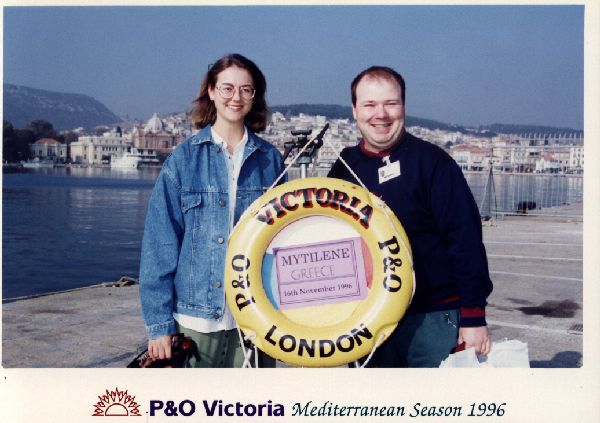 VICTORIA
P&O
P&O
MYTILENE
GREECE
16th November 1996
LONDON
P&O Victoria Mediterranean Season 1996